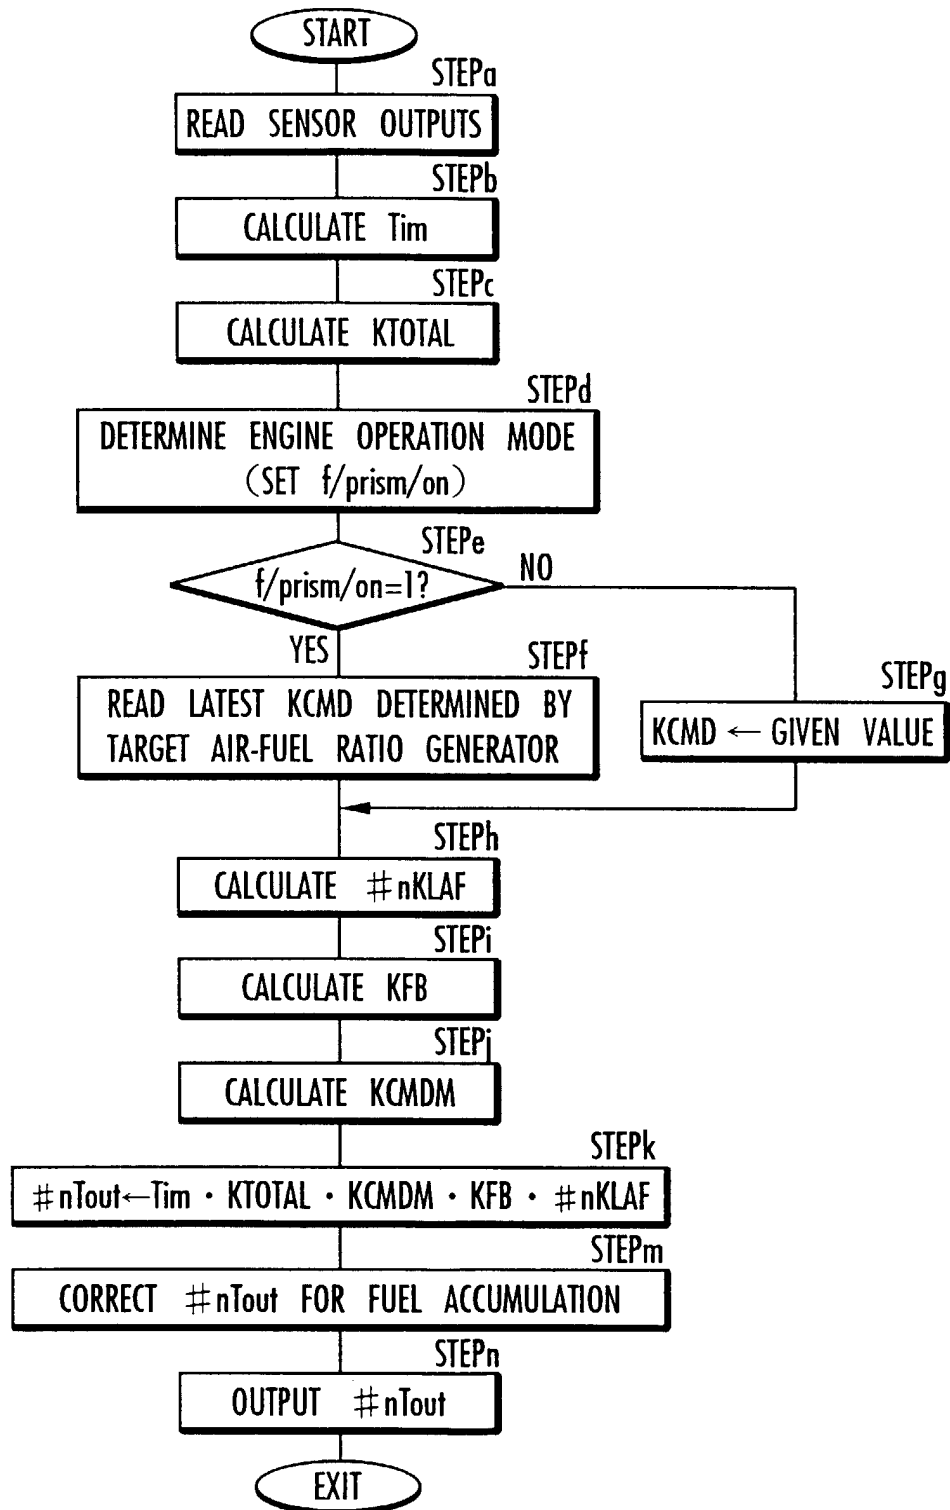 START
STEPa
READ SENSOR OUTPUTS
STEPb
CALCULATE Tim
STEPc
CALCULATE KTOTAL
STEPd
DETERMINE ENGINE OPERATION MODE
(SET f/prism/on)
STEPe
f/prism/on=1?
NO
YES
STEPf
READ LATEST KCMD DETERMINED BY
TARGET AIR-FUEL RATIO GENERATOR
STEPg
KCMD ← GIVEN VALUE
STEPh
CALCULATE #nKLAF
STEPi
CALCULATE KFB
STEPj
CALCULATE KCMDM
STEPk
#nTout←Tim · KTOTAL · KCMDM · KFB · #nKLAF
STEPm
CORRECT #nTout FOR FUEL ACCUMULATION
STEPn
OUTPUT #nTout
EXIT